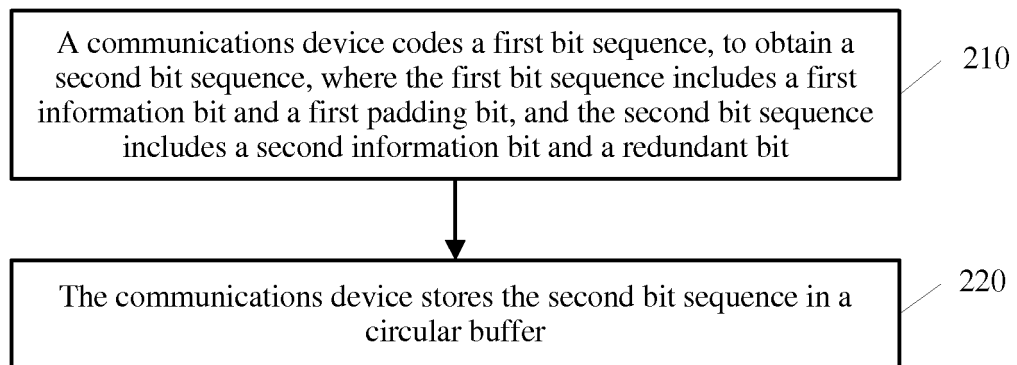 A communications device codes a first bit sequence, to obtain a
second bit sequence, where the first bit sequence includes a first
information bit and a first padding bit, and the second bit sequence
includes a second information bit and a redundant bit
210
The communications device stores the second bit sequence in a
circular buffer
220